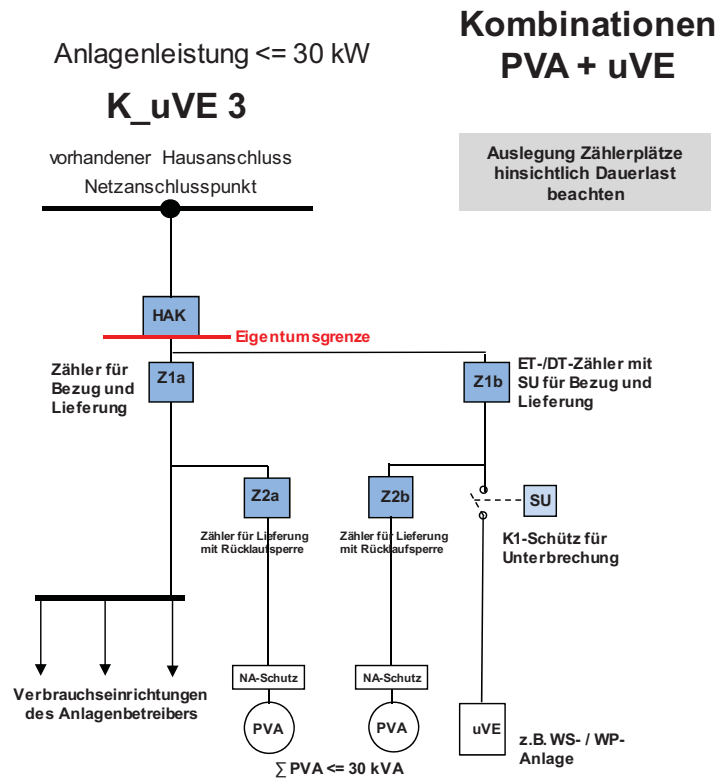 Kombinationen
PVA + uVE
Anlagenleistung <= 30 kW
K_uVE 3
vorhandener Hausanschluss
Netzanschlusspunkt
Auslegung Zählerplätze
hinsichtlich Dauerlast
beachten
HAK
Eigentumsgrenze
Zähler für
Bezug und
Lieferung
Z1a
Z1b
ET-/DT-Zähler mit
SU für Bezug und
Lieferung
Z2a
Z2b
SU
Zähler für Lieferung
mit Rücklaufsperre
Zähler für Lieferung
mit Rücklaufsperre
K1-Schütz für
Unterbrechung
NA-Schutz
NA-Schutz
Verbrauchseinrichtungen
des Anlagenbetreibers
PVA
PVA
uVE
z.B. WS- / WP-
Anlage
∑ PVA <= 30 kVA